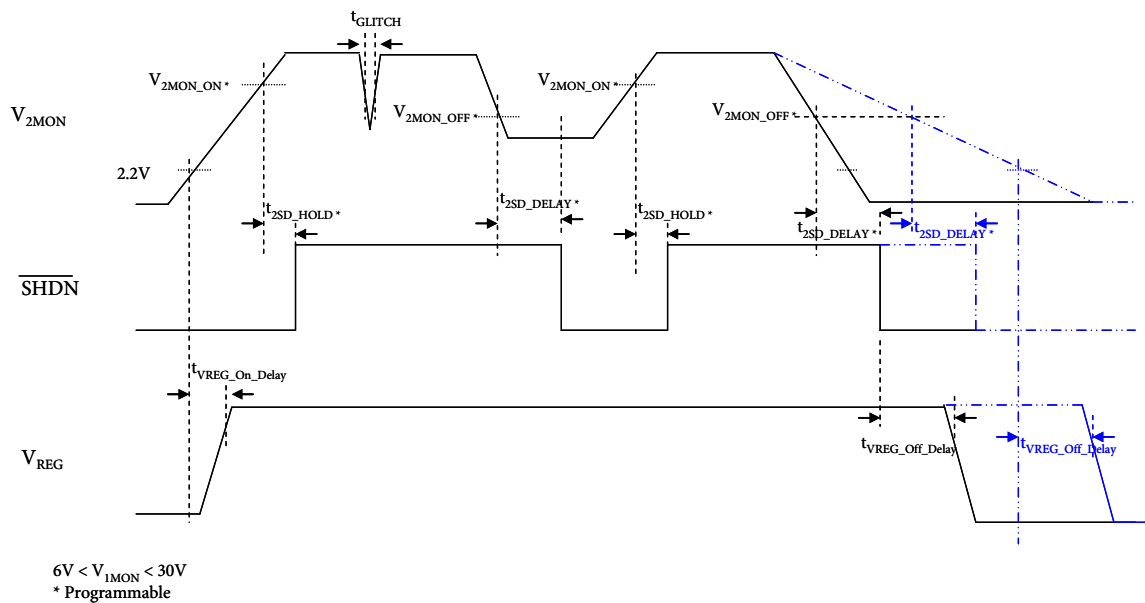 tGLITCH
V2MON_ON*
V2MON_ON*
V2MON
V2MON_OFF*
V2MON_OFF*
2.2V
t2SD_HOLD*
t2SD_DELAY*
t2SD_HOLD*
t2SD_DELAY*
t2SD_DELAY*
SHDN
tVREG_On_Delay
tVREG_Off_Delay
tVREG_Off_Delay
VREG
6V < V1MON < 30V
* Programmable